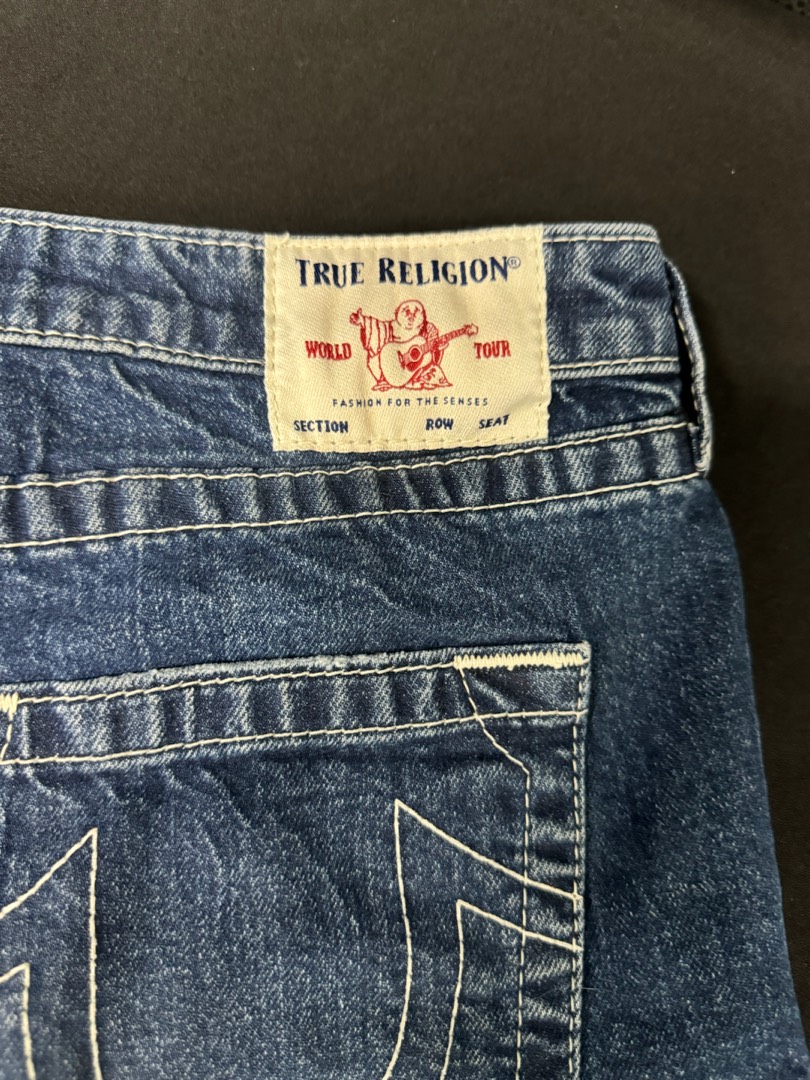 TRUE RELIGION®
WORLD TOUR
FASHION FOR THE SENSES
SECTION ROW SEAT